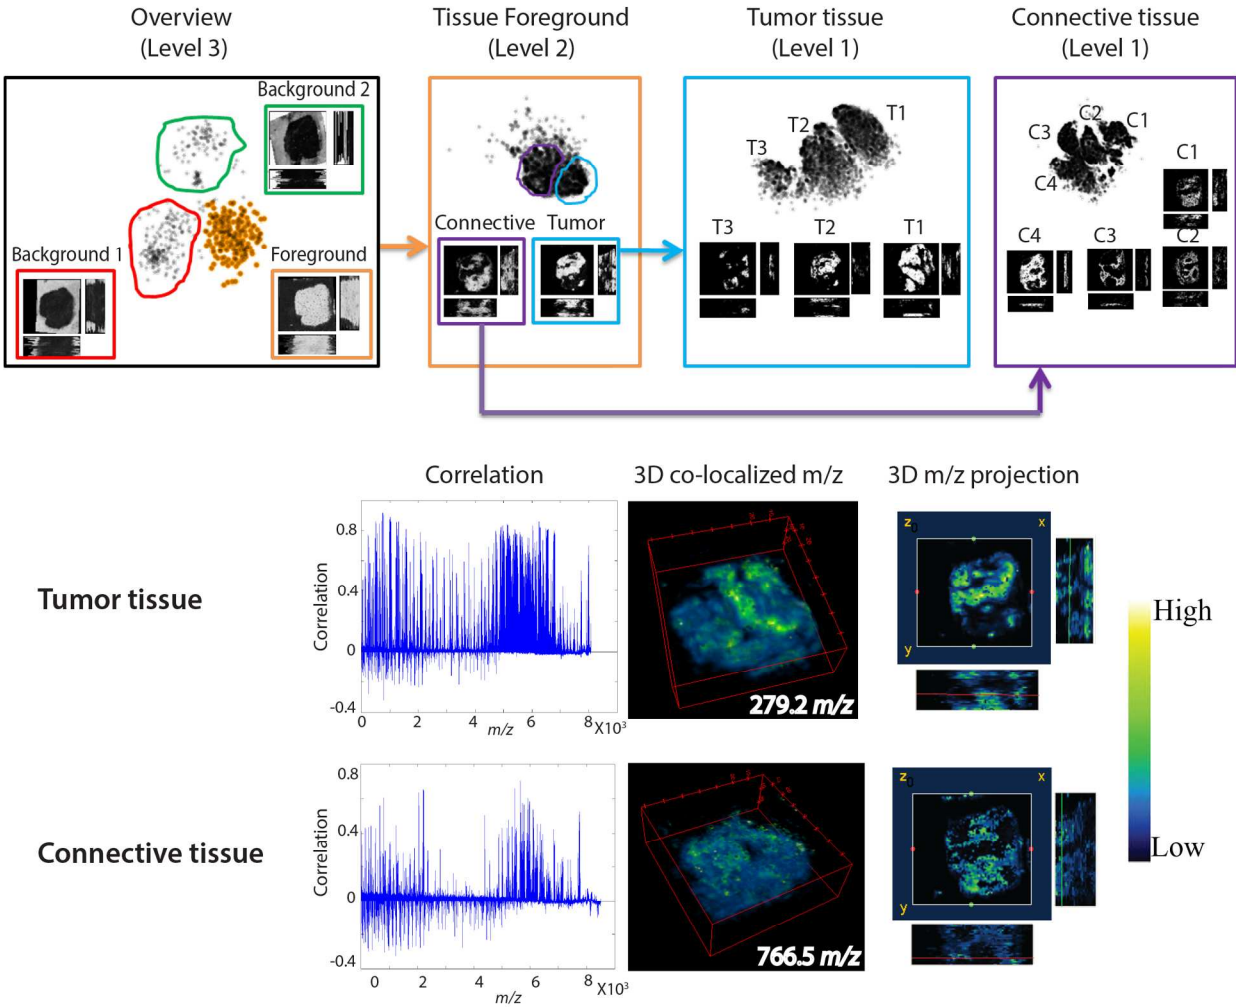 Overview
(Level 3)
Tissue Foreground
(Level 2)
Tumor tissue
(Level 1)
Connective tissue
(Level 1)
Background 2
Background 1
Foreground
Connective
Tumor
T1
T2
T3
T3
T2
T1
C2
C1
C3
C4
C1
C4
C3
C2
Correlation
3D co-localized m/z
3D m/z projection
Tumor tissue
Correlation
0.8
0.4
0
-0.4
0 2 4 6 8 X10³
m/z
279.2 m/z
z
0
x
y
High
Low
Connective tissue
Correlation
0.8
0.4
0
-0.4
0 2 4 6 8 X10³
m/z
766.5 m/z
z
0
x
y